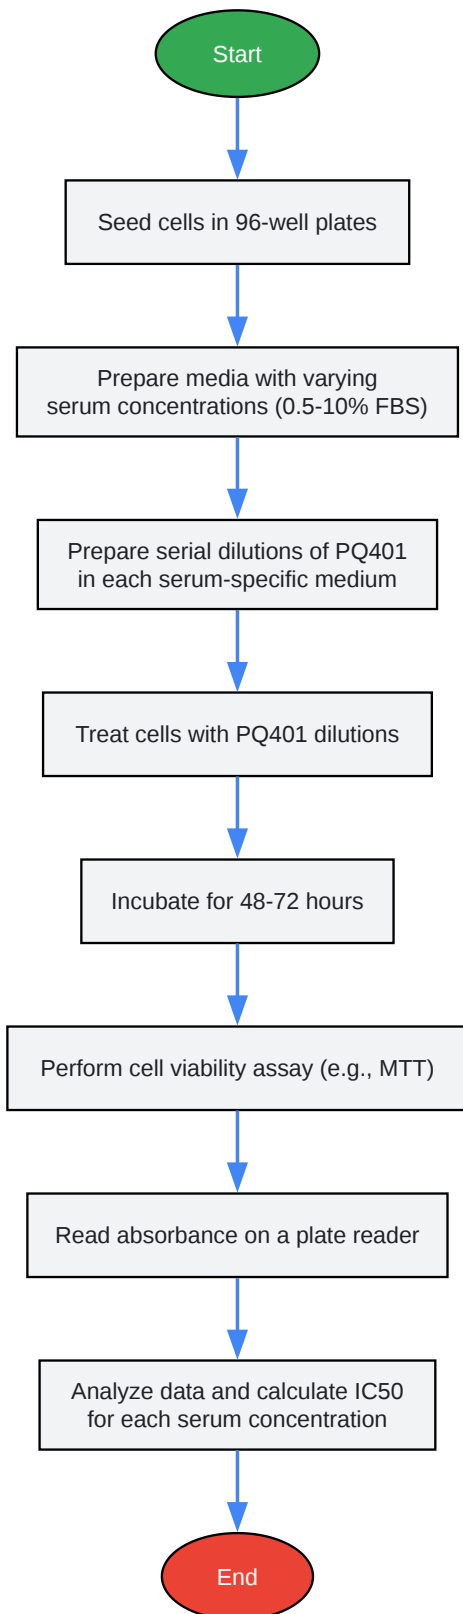 Start
Seed cells in 96-well plates
Prepare media with varying
serum concentrations (0.5-10% FBS)
Prepare serial dilutions of PQ401
in each serum-specific medium
Treat cells with PQ401 dilutions
Incubate for 48-72 hours
Perform cell viability assay (e.g., MTT)
Read absorbance on a plate reader
Analyze data and calculate IC50
for each serum concentration
End